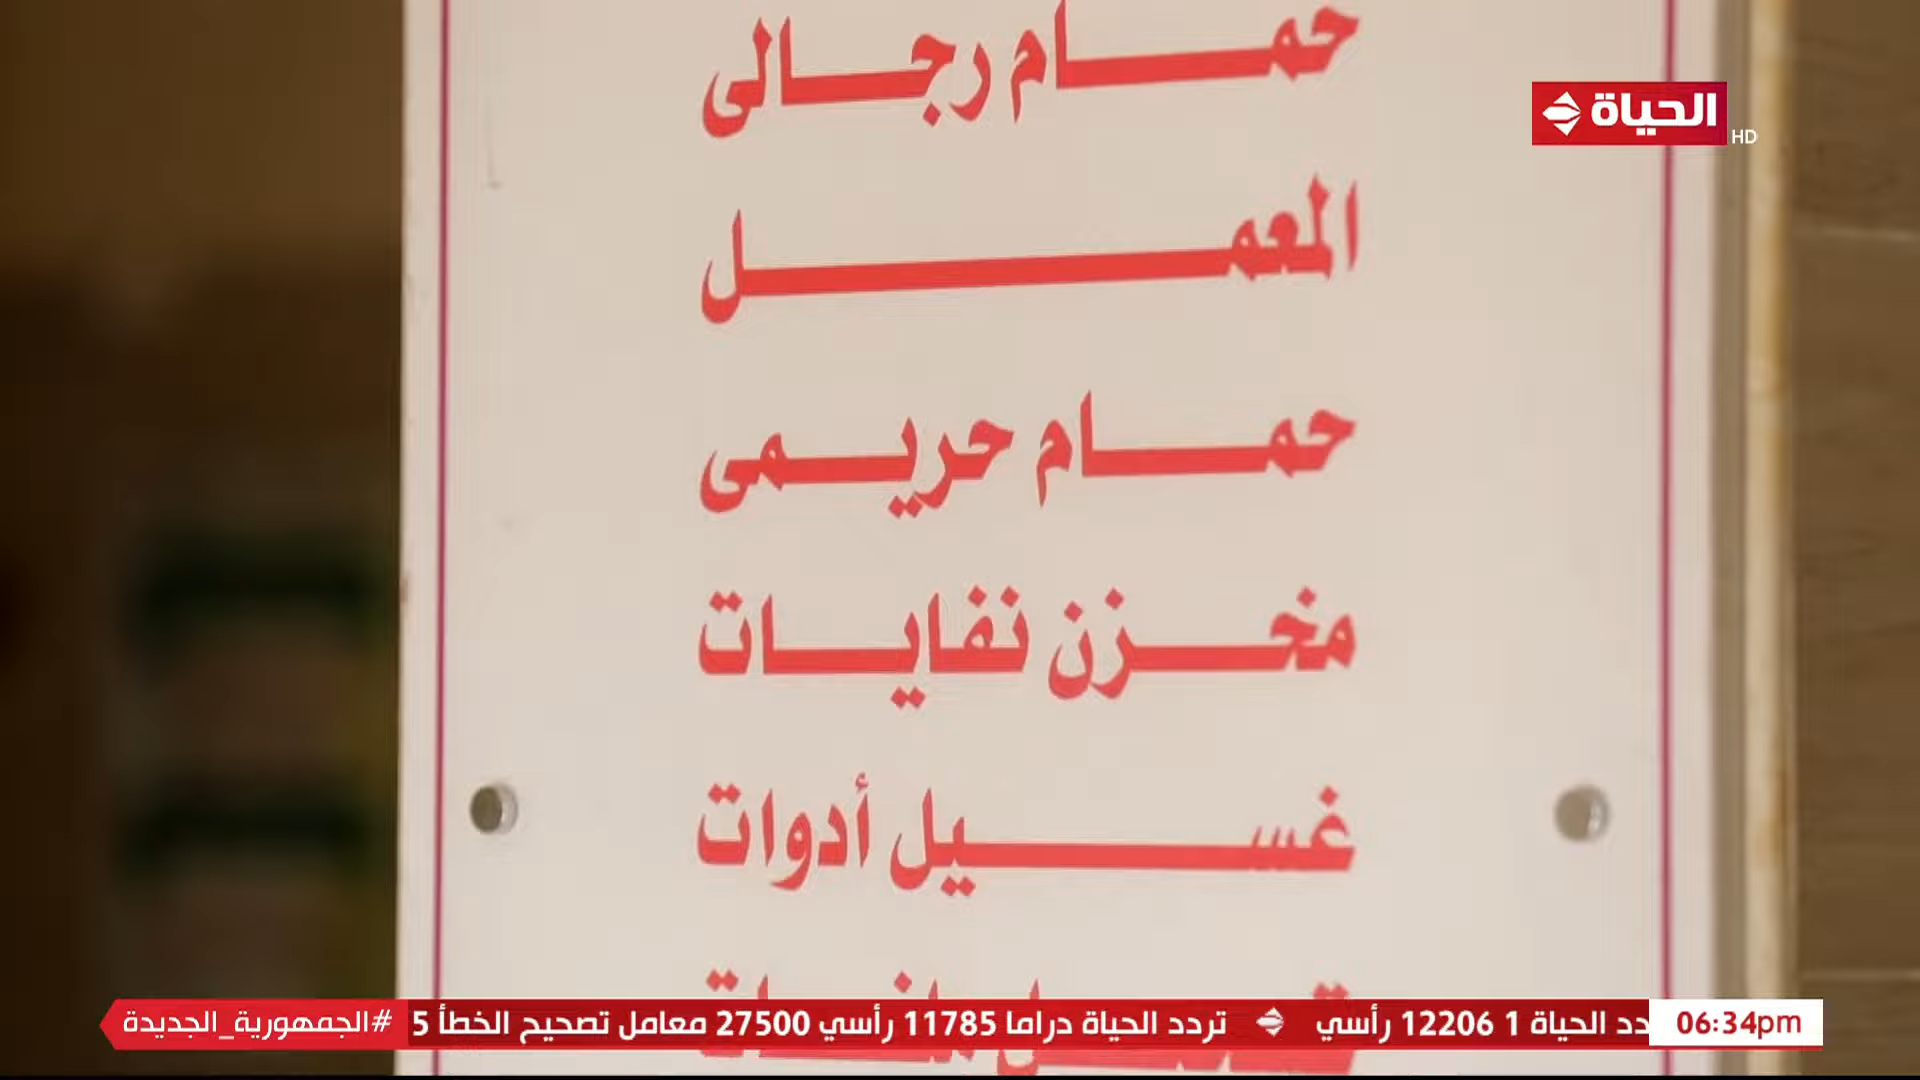 حمام رجالى
الحياة
HD
المعمل
حمام حريمى
مخزن نفايات
غسيل أدوات
06:34pm
دد الحياة 1 12206 رأسي
تردد الحياة دراما 11785 رأسي 27500 معامل تصحيح الخطأ 5
#الجمهورية_الجديدة